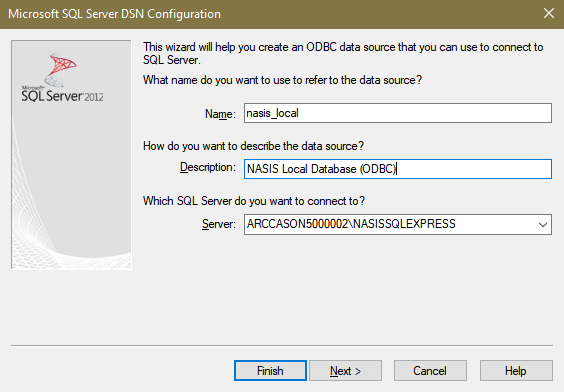 Microsoft SQL Server DSN Configuration
This wizard will help you create an ODBC data source that you can use to connect to
SQL Server.
What name do you want to use to refer to the data source?
Name: nasis_local
How do you want to describe the data source?
Description: NASIS Local Database (ODBC)
Which SQL Server do you want to connect to?
Server: ARCCASON5000002\NASISSQLEXPRESS
Microsoft
SQL Server 2012
Finish
Next >
Cancel
Help